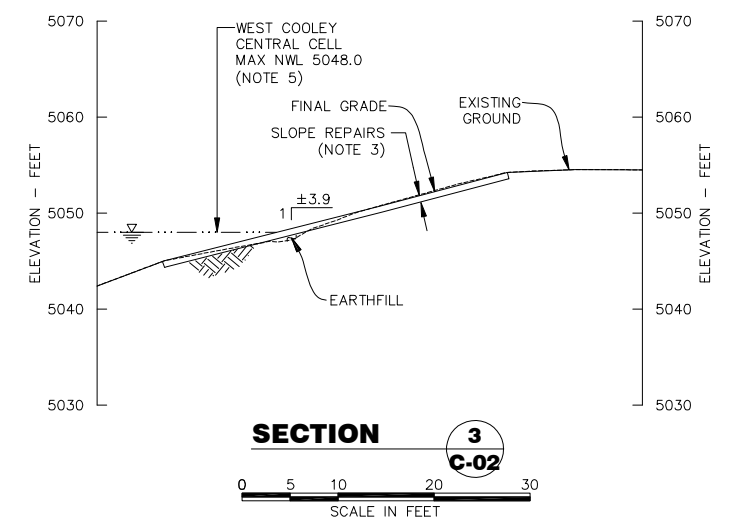 5070
5060
5050
5040
5030
ELEVATION – FEET
WEST COOLEY
CENTRAL CELL
MAX NWL 5048.0
(NOTE 5)
FINAL GRADE
SLOPE REPAIRS
(NOTE 3)
EXISTING
GROUND
±3.9
1
EARTHFILL
5070
5060
5050
5040
5030
ELEVATION – FEET
SECTION
3
C-02
0 5 10 20 30
SCALE IN FEET